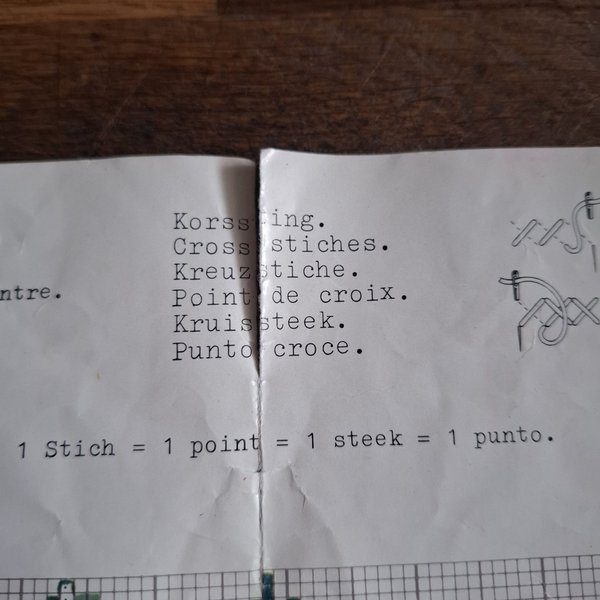 Korssting.
Cross stiches.
Kreuzstiche.
ntre.
Point de croix.
Kruissteek.
Punto croce.
1 Stich = 1 point = 1 steek = 1 punto.